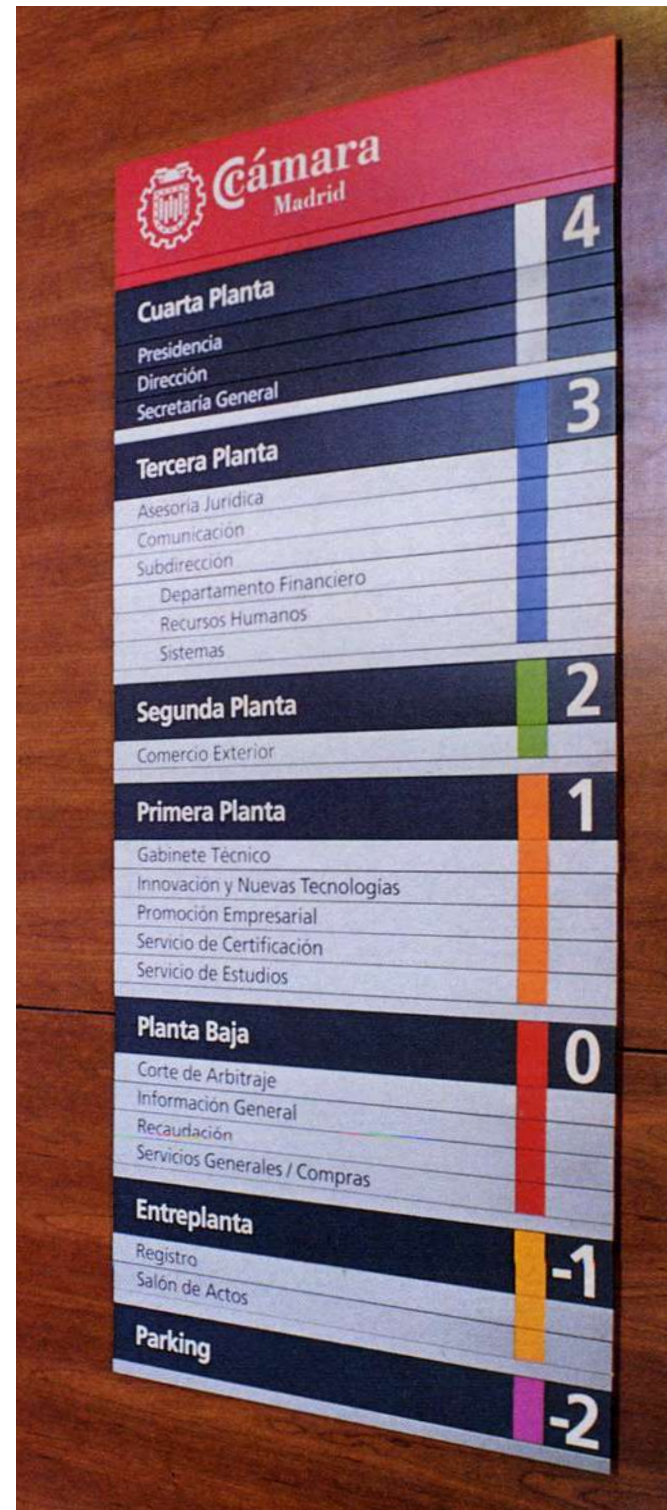 Cámara
Madrid
Cuarta Planta 4
Presidencia
Dirección
Secretaría General
Tercera Planta 3
Asesoría Jurídica
Comunicación
Subdirección
Departamento Financiero
Recursos Humanos
Sistemas
Segunda Planta 2
Comercio Exterior
Primera Planta 1
Gabinete Técnico
Innovación y Nuevas Tecnologías
Promoción Empresarial
Servicio de Certificación
Servicio de Estudios
Planta Baja 0
Corte de Arbitraje
Información General
Recaudación
Servicios Generales / Compras
Entreplanta -1
Registro
Salón de Actos
Parking -2